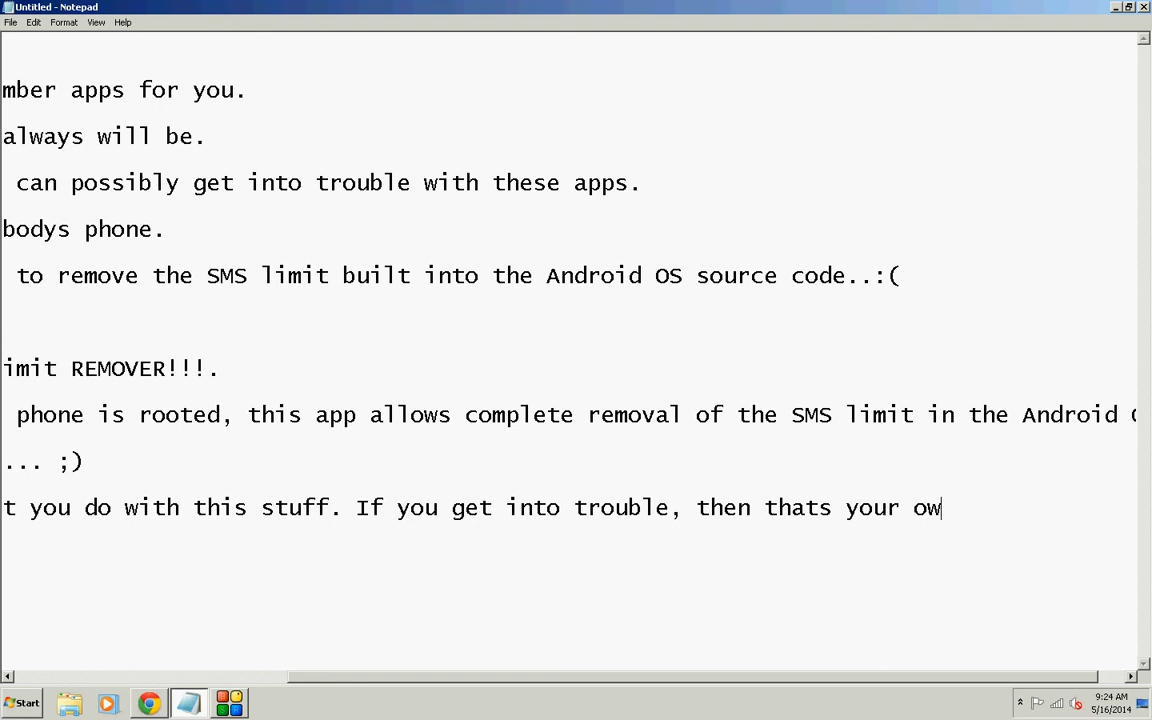 Untitled - Notepad
File Edit Format View Help
mber apps for you.
always will be.
can possibly get into trouble with these apps.
bodys phone.
to remove the SMS limit built into the Android OS source code..:(
imit REMOVER!!!.
phone is rooted, this app allows complete removal of the SMS limit in the Android
... ;)
t you do with this stuff. If you get into trouble, then thats your ow
Start
9:24 AM
5/16/2014